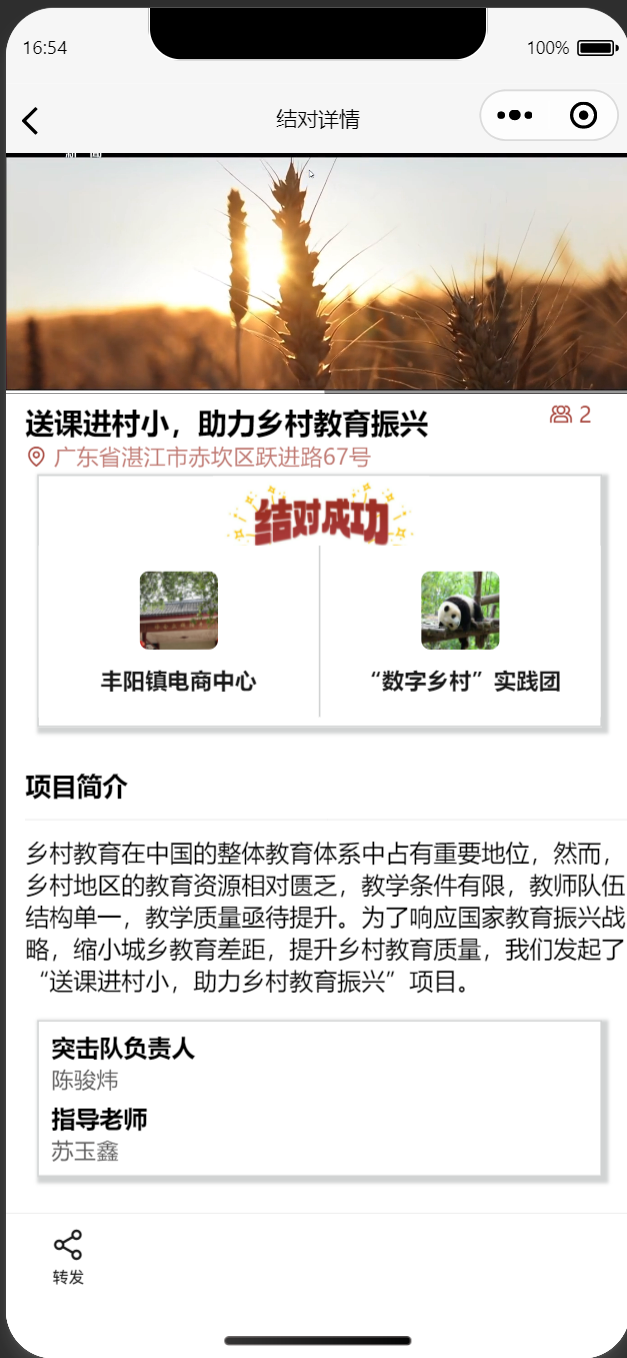 16:54
100%
结对详情
送课进村小，助力乡村教育振兴
2
广东省湛江市赤坎区跃进路67号
结对成功
丰阳镇电商中心
“数字乡村”实践团
项目简介
乡村教育在中国的整体教育体系中占有重要地位，然而，
乡村地区的教育资源相对匮乏，教学条件有限，教师队伍
结构单一，教学质量亟待提升。为了响应国家教育振兴战
略，缩小城乡教育差距，提升乡村教育质量，我们发起了
“送课进村小，助力乡村教育振兴”项目。
突击队负责人
陈骏炜
指导老师
苏玉鑫
转发